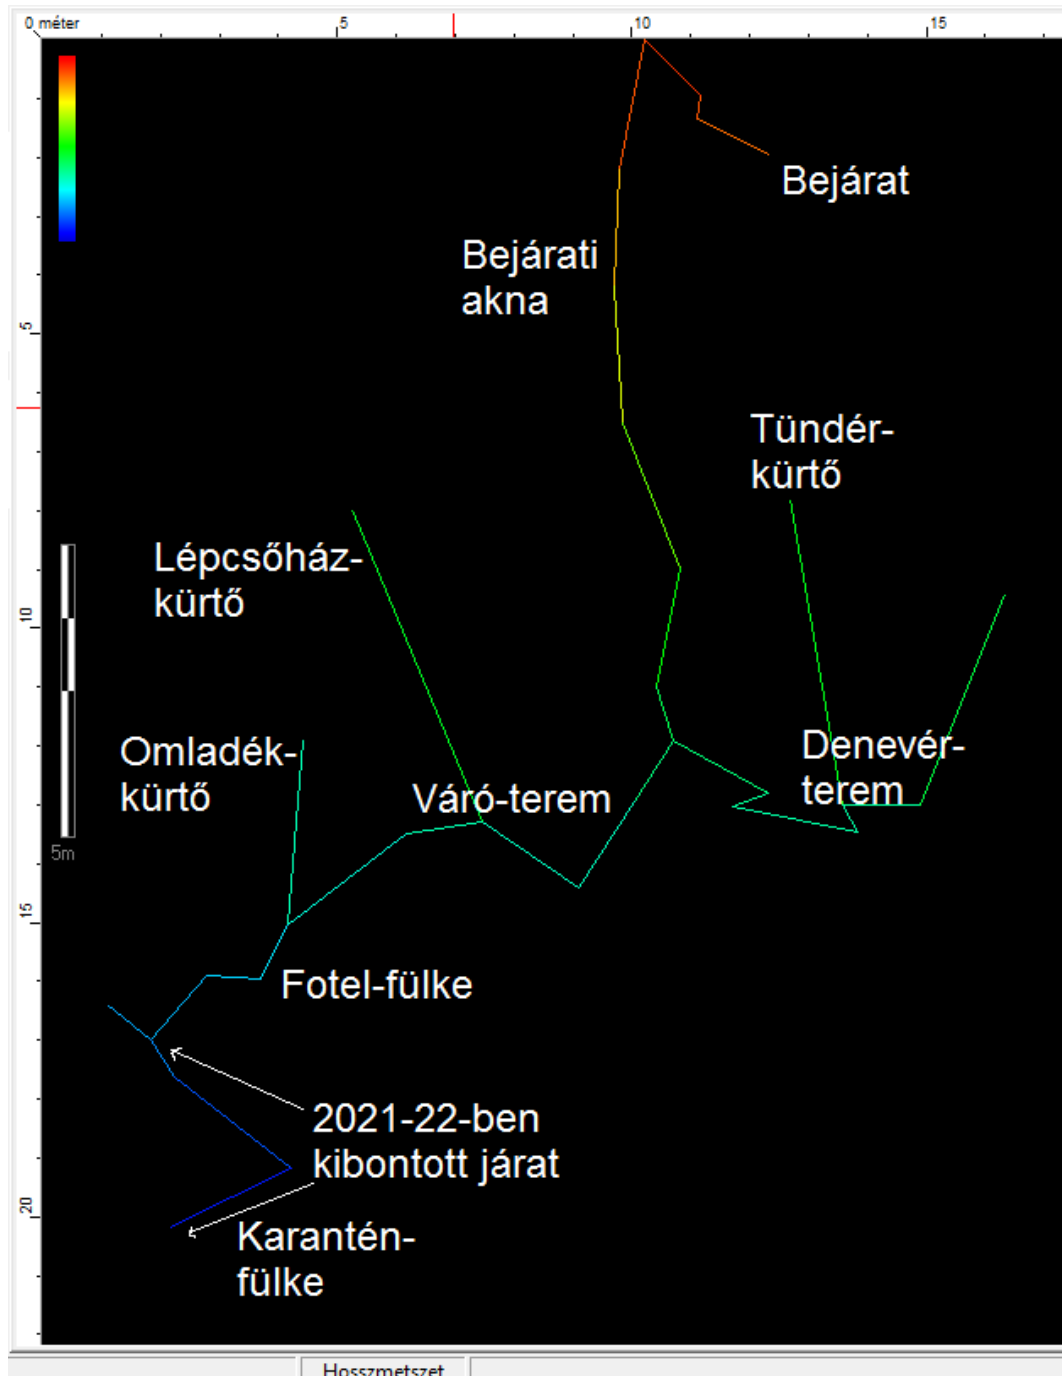 0 méter
5
10
15
Bejárat
Bejárati
akna
5
Tündér-
kürtő
Lépcsőház-
kürtő
10
Omladék-
kürtő
Váró-terem
Denevér-
terem
5m
15
Fotel-fülke
2021-22-ben
kibontott járat
20
Karantén-
fülke
Hosszmetszet